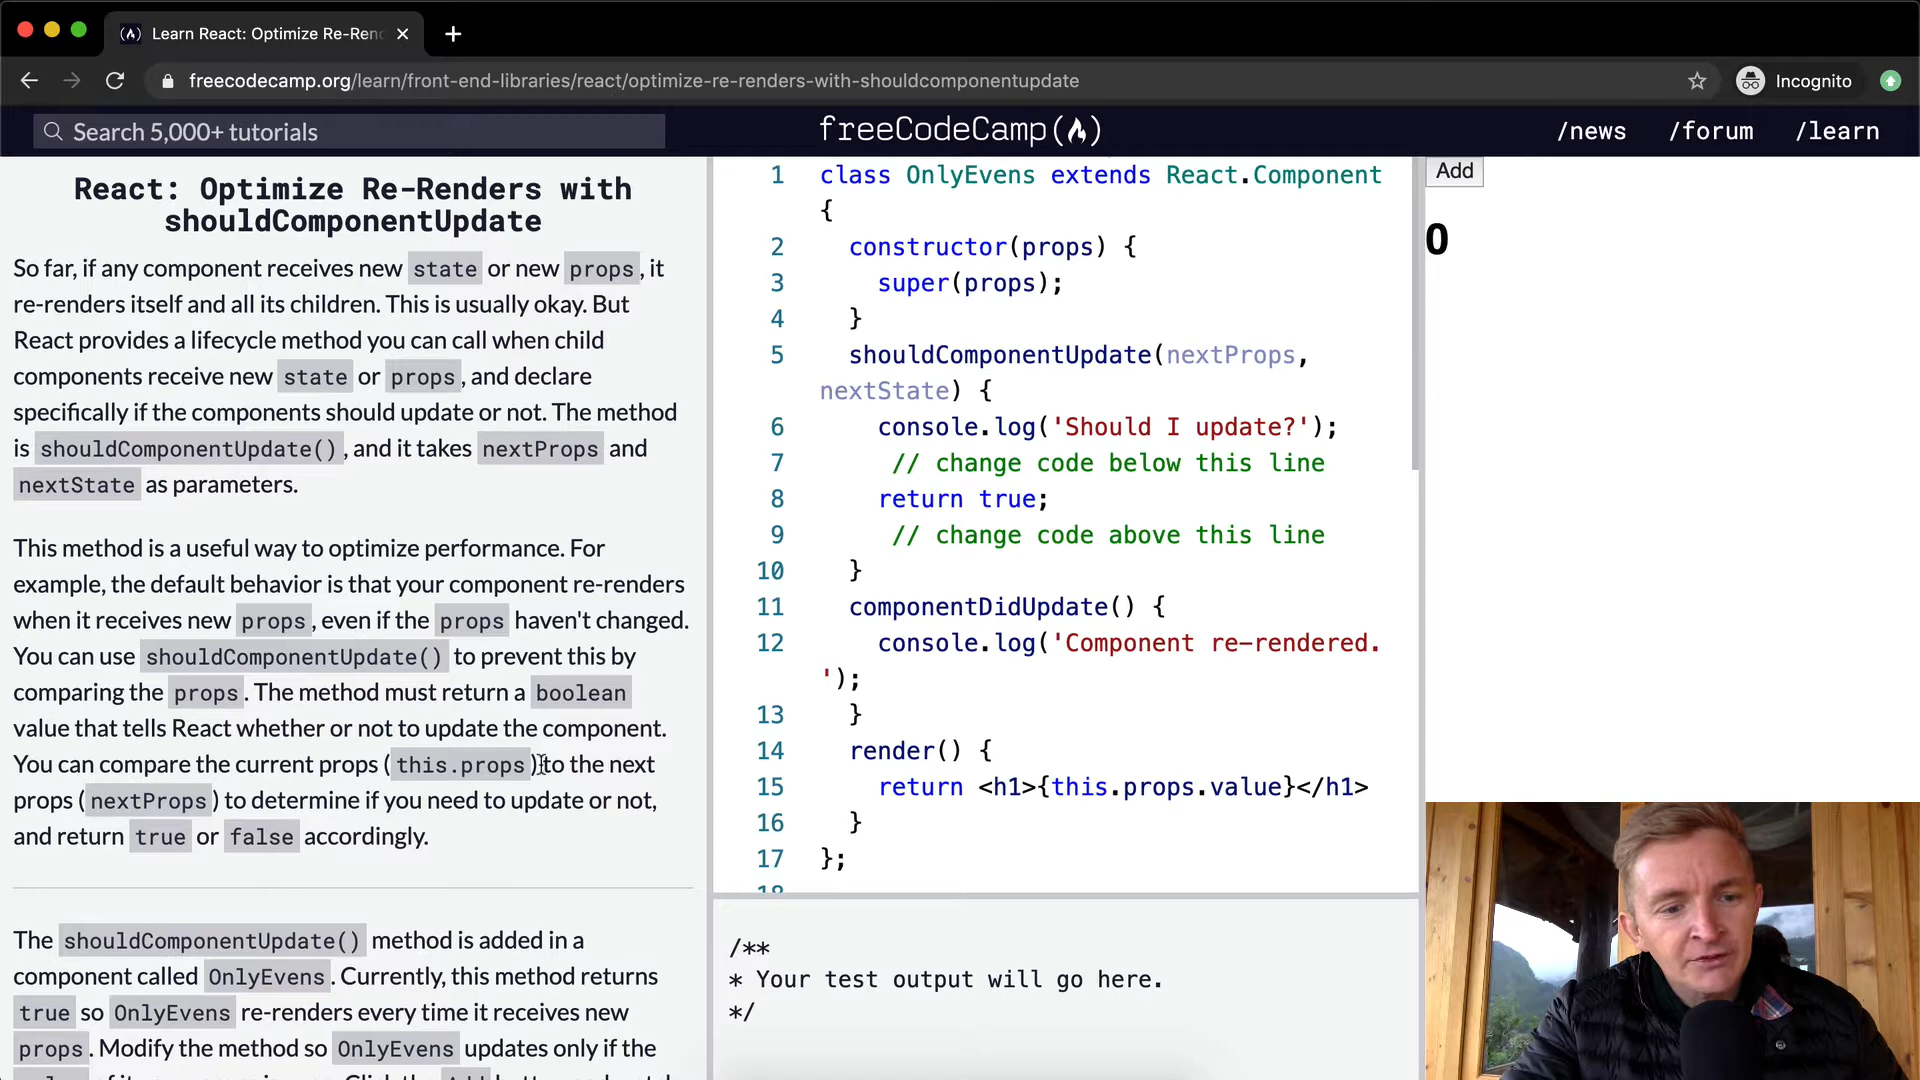 Learn React: Optimize Re-Ren
freecodecamp.org/learn/front-end-libraries/react/optimize-re-renders-with-shouldcomponentupdate
Incognito
Search 5,000+ tutorials
freeCodeCamp
/news
/forum
/learn
React: Optimize Re-Renders with
shouldComponentUpdate
So far, if any component receives new state or new props, it
re-renders itself and all its children. This is usually okay. But
React provides a lifecycle method you can call when child
components receive new state or props, and declare
specifically if the components should update or not. The method
is shouldComponentUpdate(), and it takes nextProps and
nextState as parameters.
This method is a useful way to optimize performance. For
example, the default behavior is that your component re-renders
when it receives new props, even if the props haven't changed.
You can use shouldComponentUpdate() to prevent this by
comparing the props. The method must return a boolean
value that tells React whether or not to update the component.
You can compare the current props (this.props) to the next
props (nextProps) to determine if you need to update or not,
and return true or false accordingly.
The shouldComponentUpdate() method is added in a
component called OnlyEvens. Currently, this method returns
true so OnlyEvens re-renders every time it receives new
props. Modify the method so OnlyEvens updates only if the
1 class OnlyEvens extends React.Component
{
2 constructor(props) {
3 super(props);
4 }
5 shouldComponentUpdate(nextProps,
nextState) {
6 console.log('Should I update?');
7 // change code below this line
8 return true;
9 // change code above this line
10 }
11 componentDidUpdate() {
12 console.log('Component re-rendered.
');
13 }
14 render() {
15 return <h1>{this.props.value}</h1>
16 }
17 };
18
/**
* Your test output will go here.
*/
Add
0